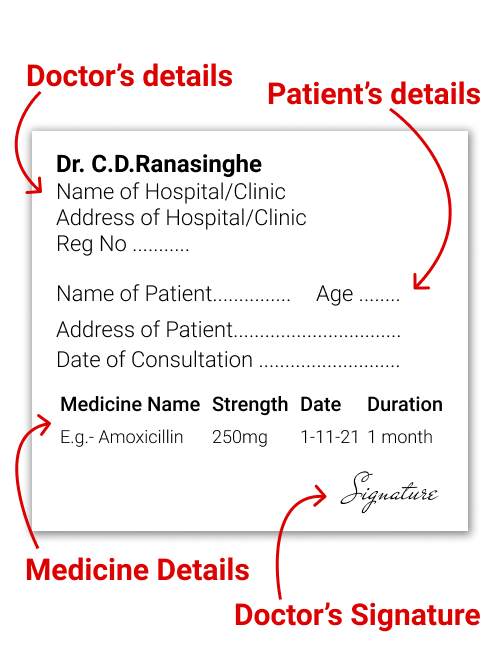 Doctor's details
Patient's details
Dr. C.D.Ranasinghe
Name of Hospital/Clinic
Address of Hospital/Clinic
Reg No ...........
Name of Patient............... Age ........
Address of Patient................................
Date of Consultation ...........................
Medicine Name Strength Date Duration
E.g.- Amoxicillin 250mg 1-11-21 1 month
Signature
Medicine Details
Doctor's Signature